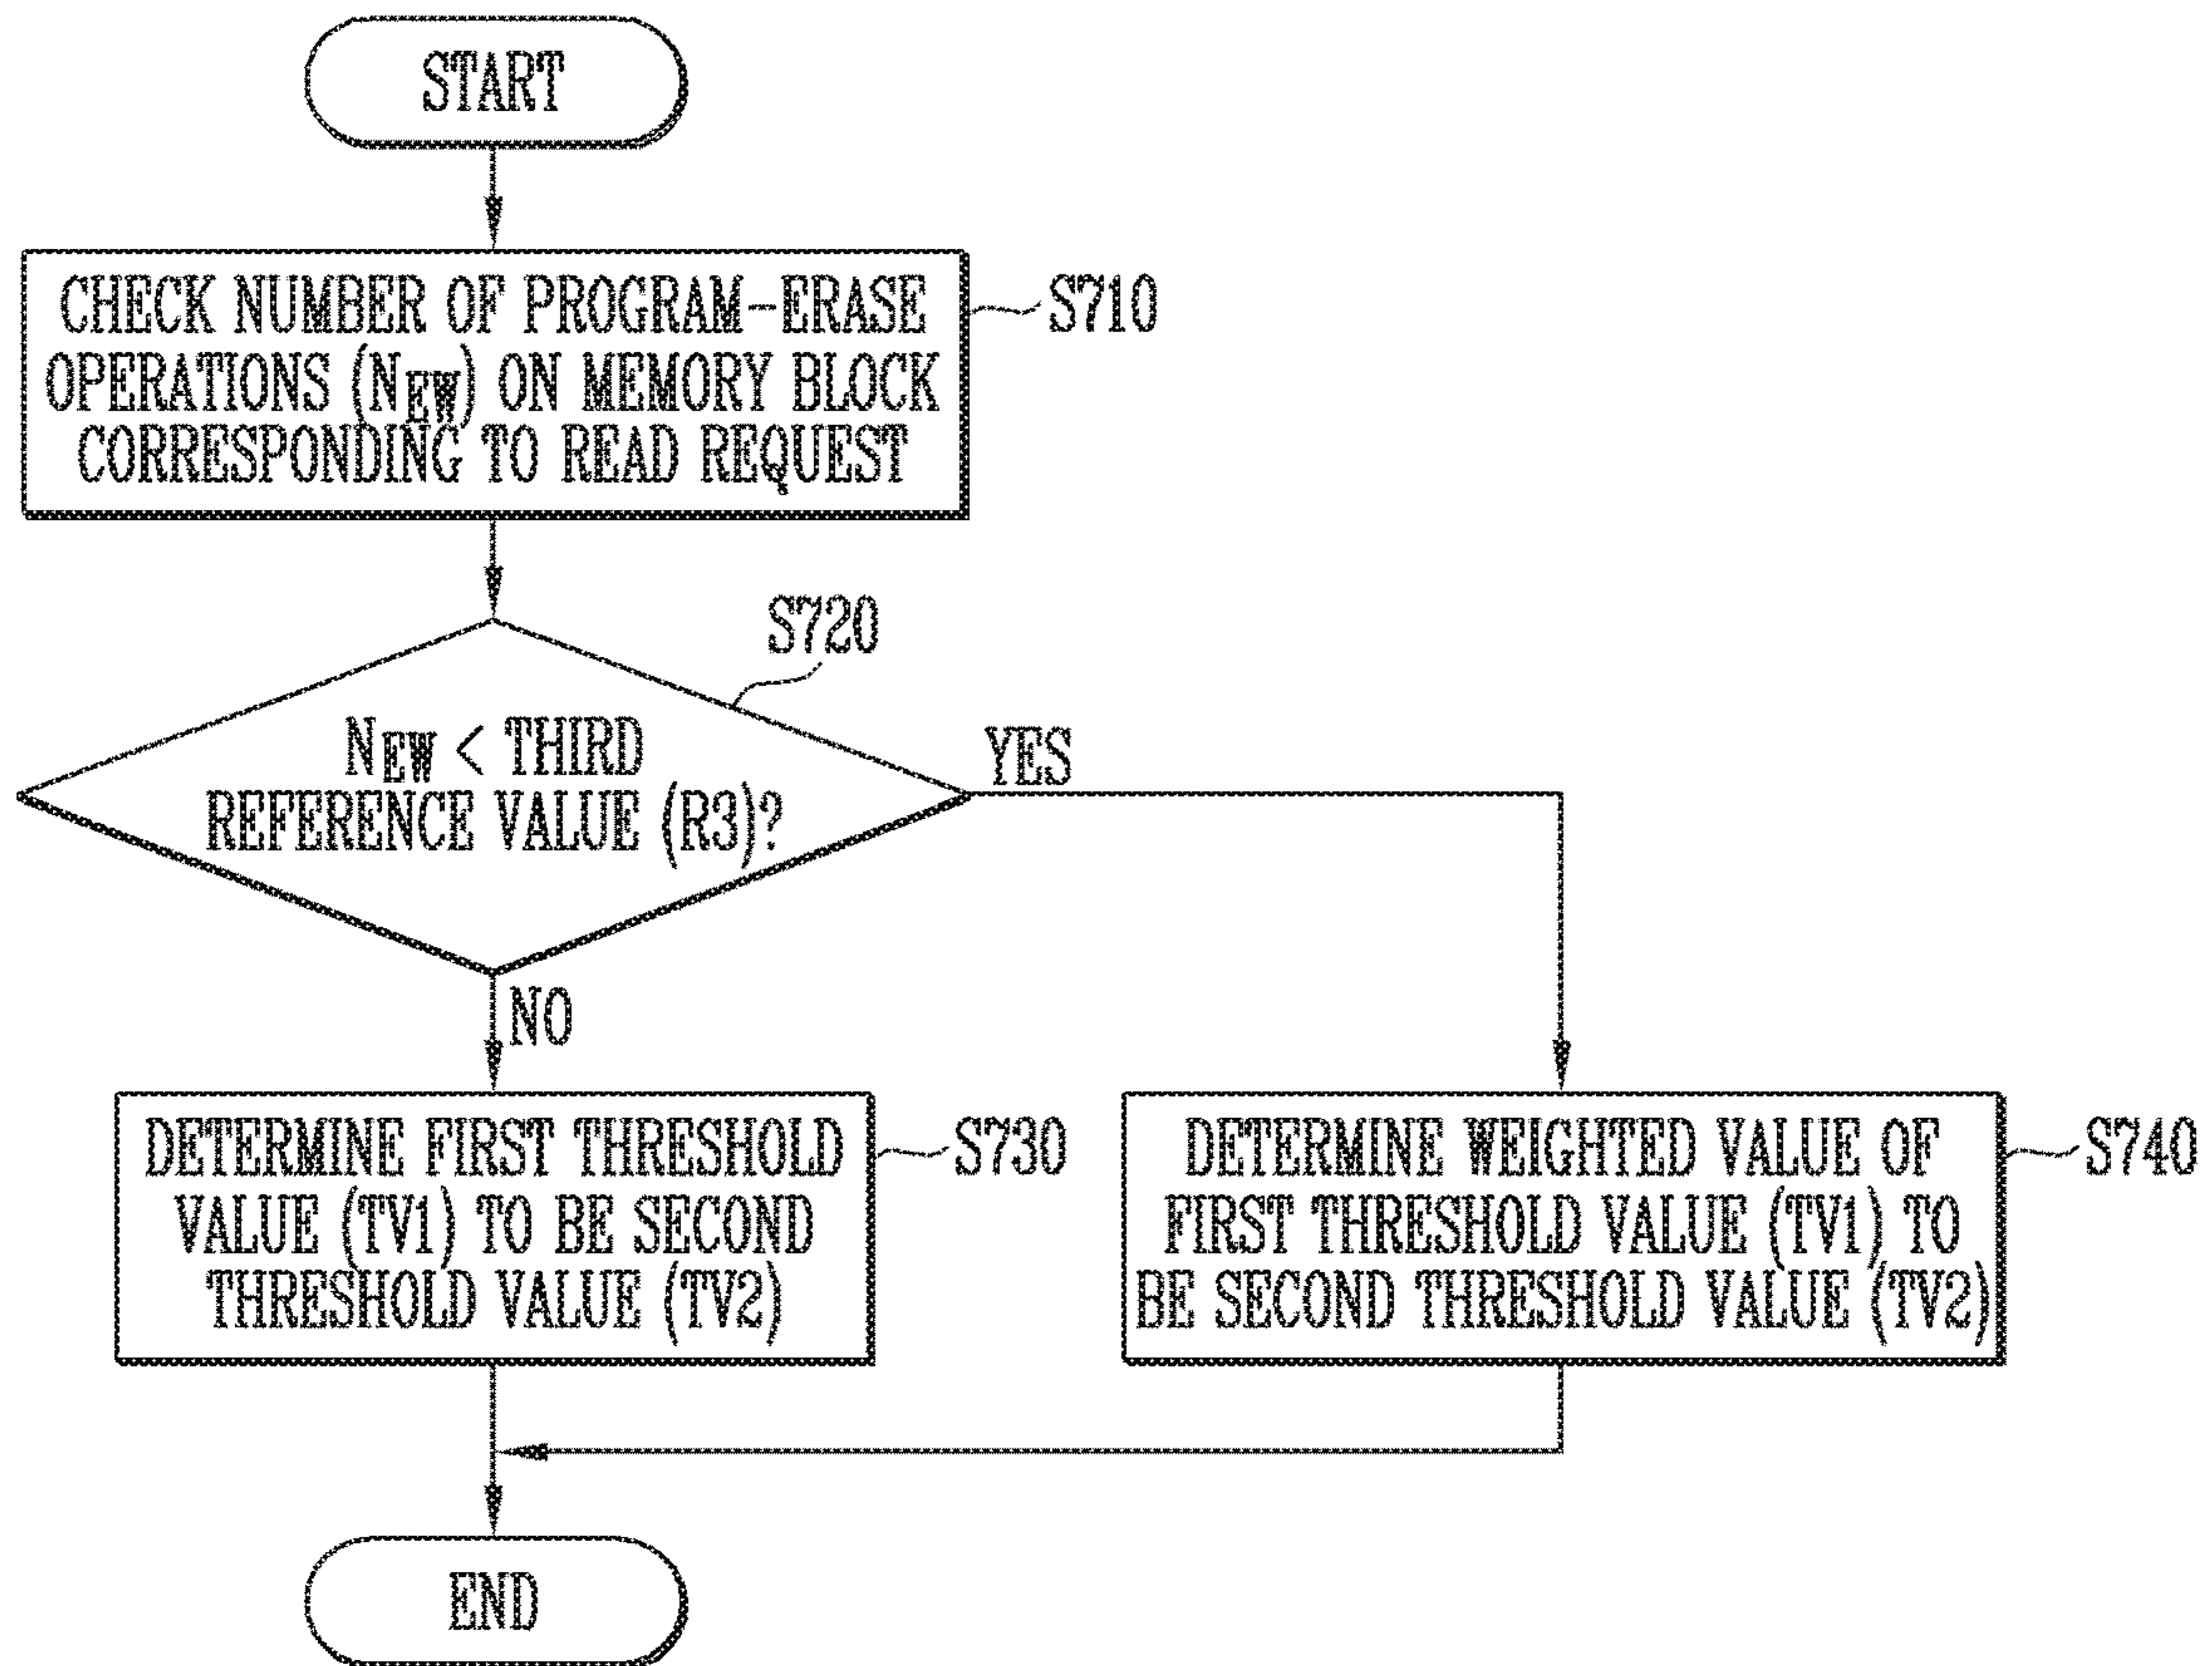 START
CHECK NUMBER OF PROGRAM-ERASE
OPERATIONS (NEW) ON MEMORY BLOCK
CORRESPONDING TO READ REQUEST
S710
S720
NEW < THIRD
REFERENCE VALUE (R3)?
YES
NO
DETERMINE FIRST THRESHOLD
VALUE (TV1) TO BE SECOND
THRESHOLD VALUE (TV2)
S730
DETERMINE WEIGHTED VALUE OF
FIRST THRESHOLD VALUE (TV1) TO
BE SECOND THRESHOLD VALUE (TV2)
S740
END